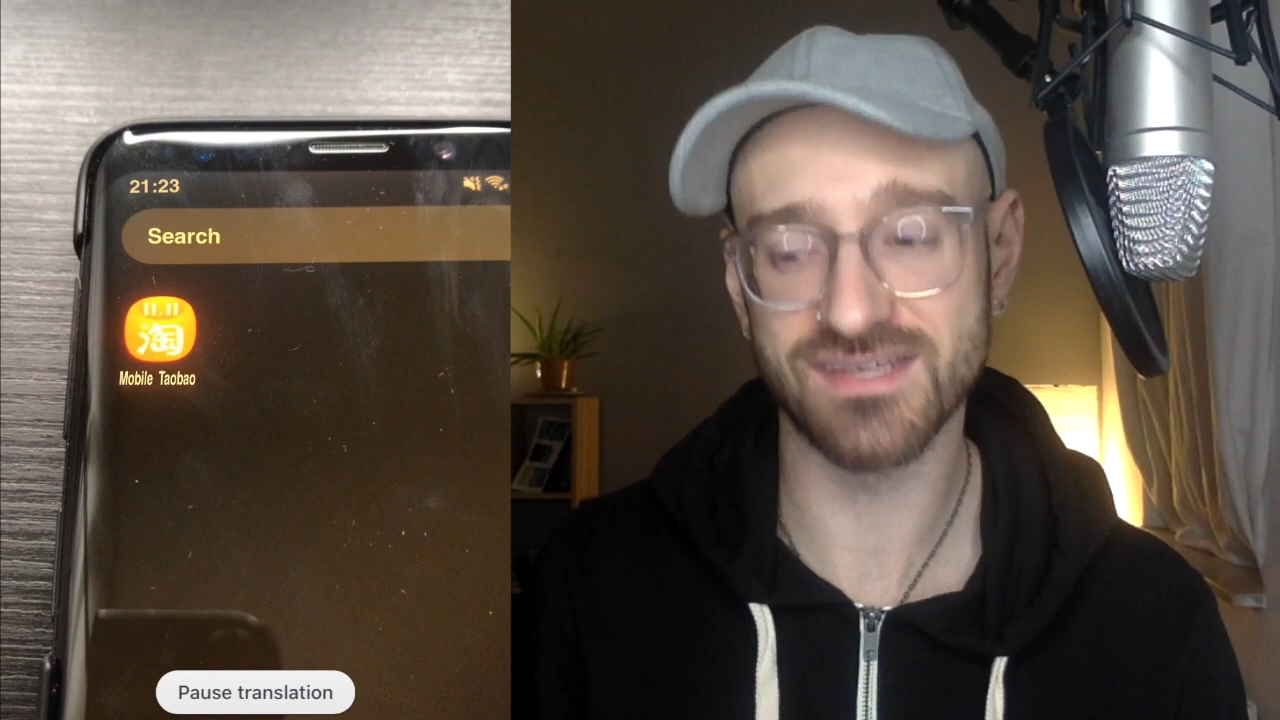 21:23
Search
11.11
淘
Mobile Taobao
Pause translation